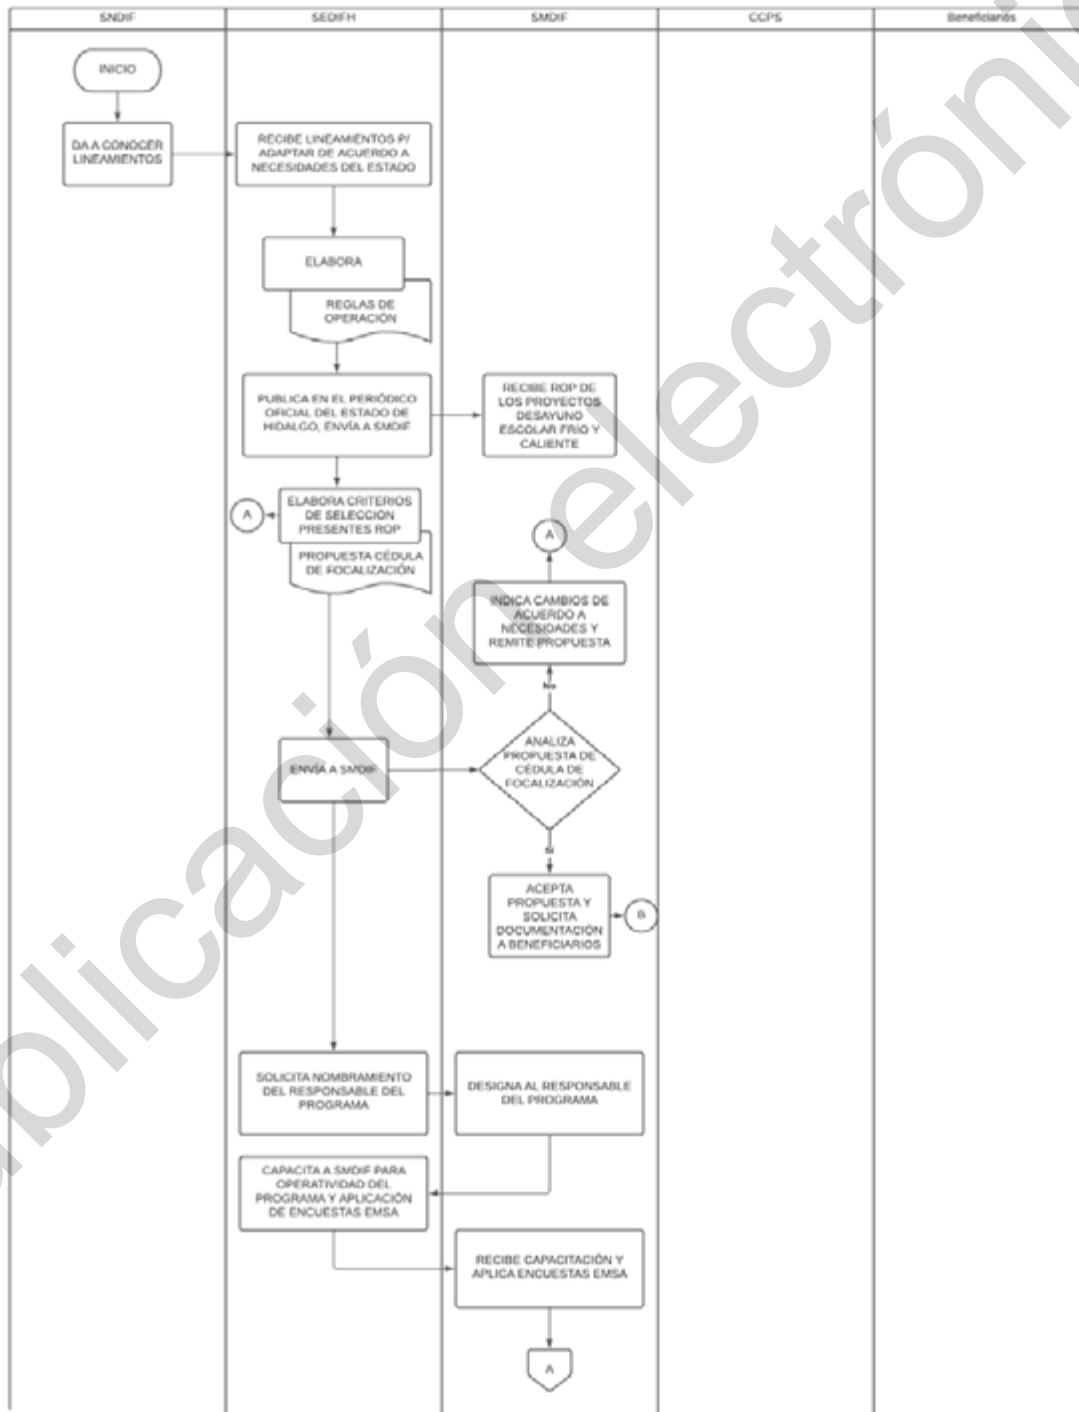 SNDIF
SEDIFH
SMDIF
CCPS
Beneficiarios
INICIO
DA A CONOCER
LINEAMIENTOS
RECIBE LINEAMIENTOS P/
ADAPTAR DE ACUERDO A
NECESIDADES DEL ESTADO
ELABORA
REGLAS DE
OPERACIÓN
PUBLICA EN EL PERIÓDICO
OFICIAL DEL ESTADO DE
HIDALGO, ENVÍA A SMDIF
RECIBE ROP DE
LOS PROYECTOS
DESAYUNO
ESCOLAR FRIO Y
CALIENTE
A
ELABORA CRITERIOS
DE SELECCIÓN
PRESENTES ROP
PROPUESTA CÉDULA
DE FOCALIZACIÓN
A
INDICA CAMBIOS DE
ACUERDO A
NECESIDADES Y
REMITE PROPUESTA
No
ENVÍA A SMDIF
ANALIZA
PROPUESTA DE
CÉDULA DE
FOCALIZACIÓN
Si
ACEPTA
PROPUESTA Y
SOLICITA
DOCUMENTACIÓN
A BENEFICIARIOS
B
SOLICITA NOMBRAMIENTO
DEL RESPONSABLE DEL
PROGRAMA
DESIGNA AL RESPONSABLE
DEL PROGRAMA
CAPACITA A SMDIF PARA
OPERATIVIDAD DEL
PROGRAMA Y APLICACIÓN
DE ENCUESTAS EMSA
RECIBE CAPACITACIÓN Y
APLICA ENCUESTAS EMSA
A
ublicación electrónic